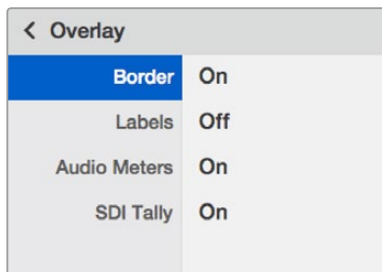 Overlay
Border On
Labels Off
Audio Meters On
SDI Tally On